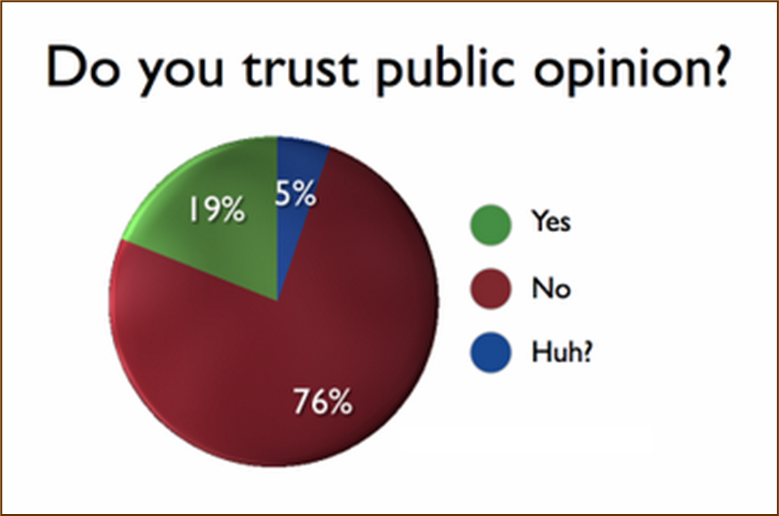 Do you trust public opinion?
19%
5%
76%
Yes
No
Huh?